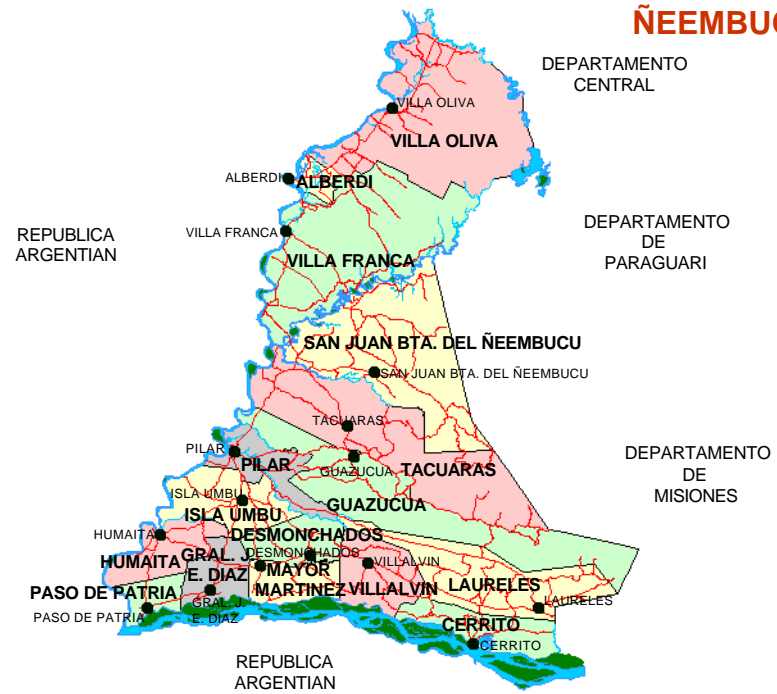 ÑEEMBUC
DEPARTAMENTO
CENTRAL
VILLA OLIVA
VILLA OLIVA
ALBERDI
ALBERDI
REPUBLICA
ARGENTIAN
VILLA FRANCA
VILLA FRANCA
DEPARTAMENTO
DE
PARAGUARI
SAN JUAN BTA. DEL ÑEEMBUCU
SAN JUAN BTA. DEL ÑEEMBUCU
TACUARAS
TACUARAS
PILAR
PILAR
GUAZUCUA
GUAZUCUA
DEPARTAMENTO
DE
MISIONES
ISLA UMBU
ISLA UMBU
HUMAITA
HUMAITA
DESMONCHADOS
DESMONCHADOS
GRAL. J.
E. DIAZ
GRAL. J.
E. DIAZ
MAYOR
MARTINEZ
VILLALVIN
VILLALVIN
LAURELES
LAURELES
PASO DE PATRIA
PASO DE PATRIA
CERRITO
CERRITO
REPUBLICA
ARGENTIAN